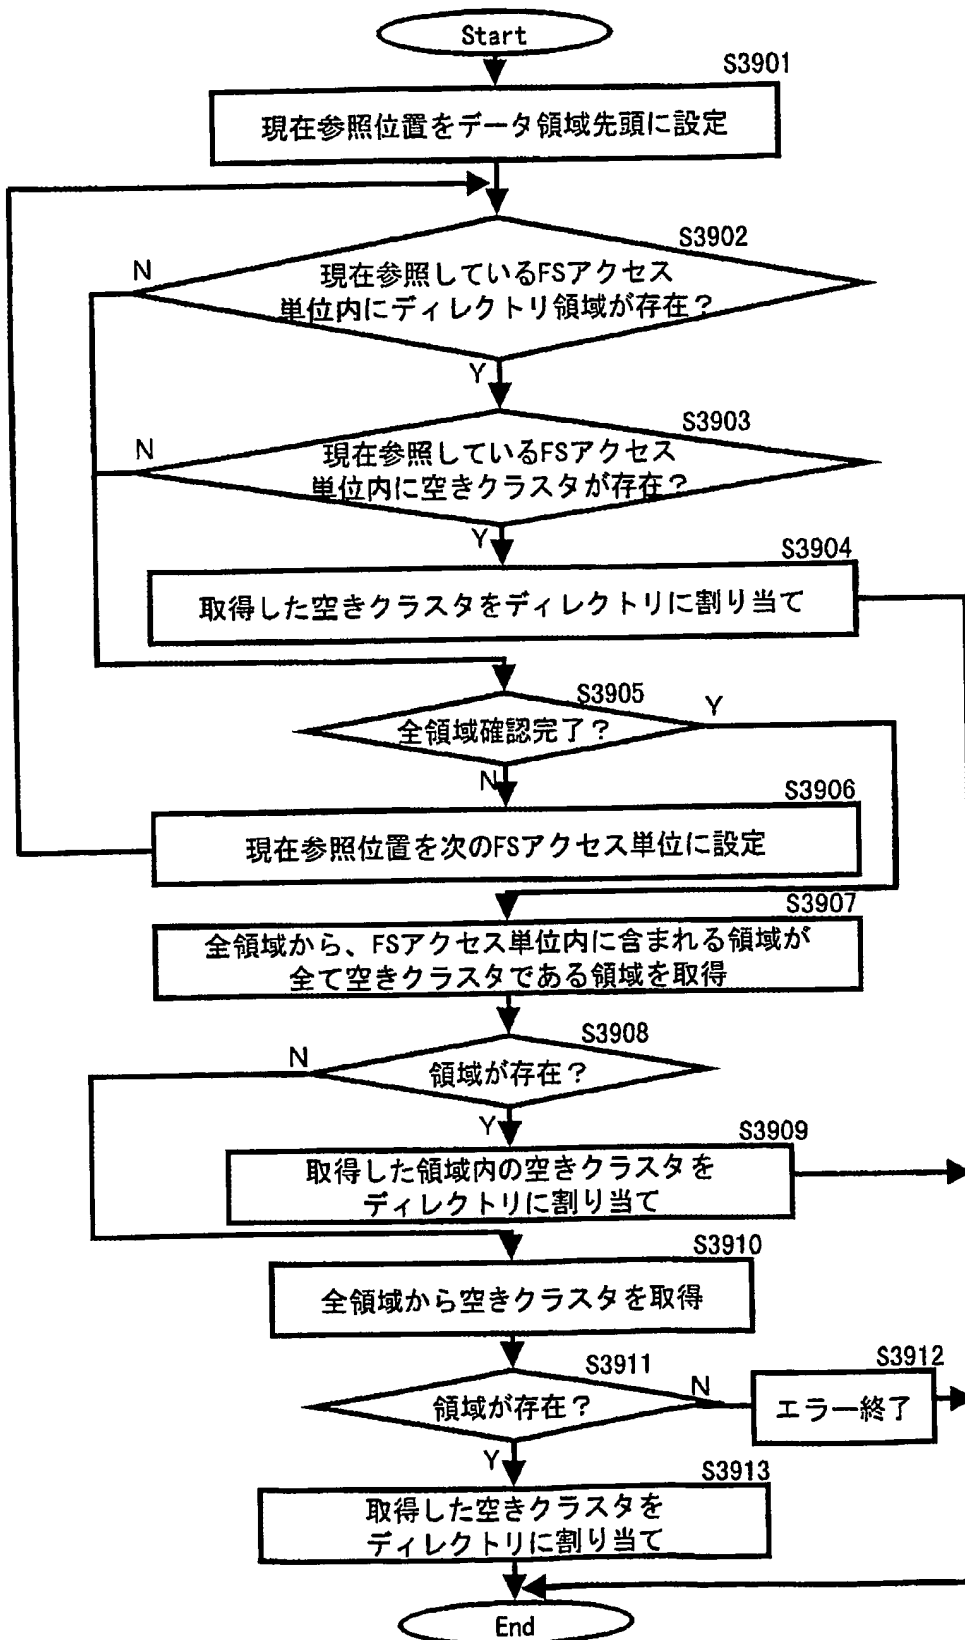 Start
S3901
現在参照位置をデータ領域先頭に設定
S3902
N
現在参照しているFSアクセス
単位内にディレクトリ領域が存在？
Y
S3903
N
現在参照しているFSアクセス
単位内に空きクラスタが存在？
Y
S3904
取得した空きクラスタをディレクトリに割り当て
S3905
Y
全領域確認完了？
N
S3906
現在参照位置を次のFSアクセス単位に設定
S3907
全領域から、FSアクセス単位内に含まれる領域が
全て空きクラスタである領域を取得
S3908
N
領域が存在？
Y
S3909
取得した領域内の空きクラスタを
ディレクトリに割り当て
S3910
全領域から空きクラスタを取得
S3911
N
S3912
領域が存在？
エラー終了
Y
S3913
取得した空きクラスタを
ディレクトリに割り当て
End